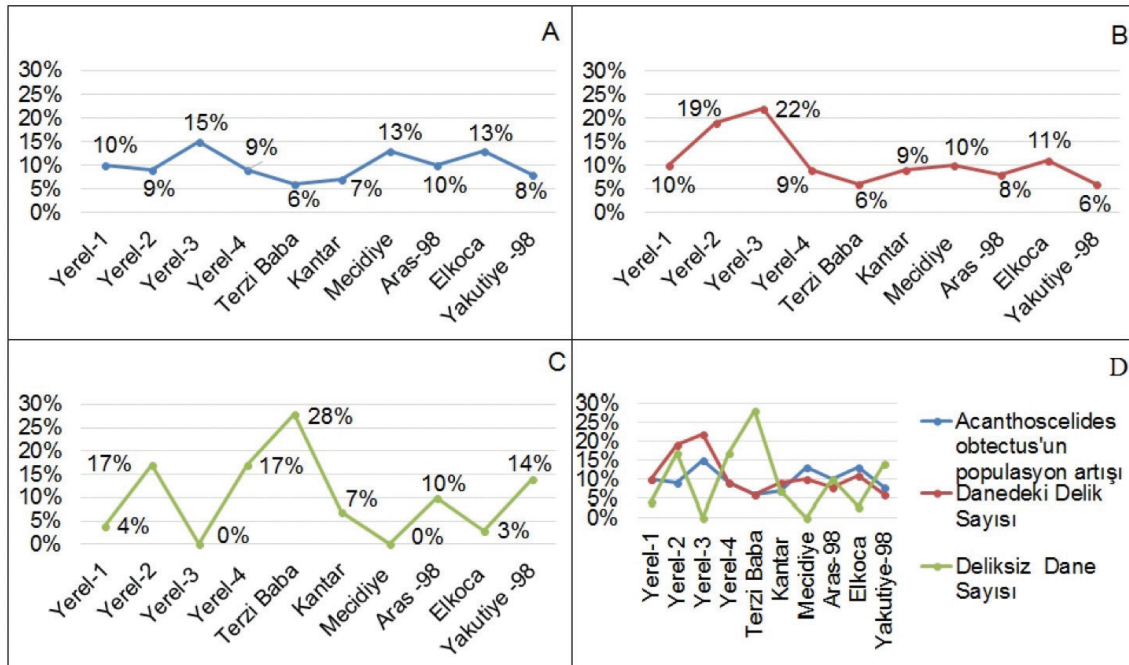 A
30%
25%
20%
15%
10%
5%
0%
10%
9%
15%
9%
6%
7%
13%
10%
13%
8%
Yerel-1
Yerel-2
Yerel-3
Yerel-4
Terzi Baba
Kantar
Mecidiye
Aras-98
Elkoca
Yakutiye -98
B
30%
25%
20%
15%
10%
5%
0%
10%
19%
22%
9%
6%
9%
10%
8%
11%
6%
Yerel-1
Yerel-2
Yerel-3
Yerel-4
Terzi Baba
Kantar
Mecidiye
Aras -98
Elkoca
Yakutiye -98
C
30%
25%
20%
15%
10%
5%
0%
4%
17%
0%
17%
28%
7%
0%
10%
3%
14%
Yerel-1
Yerel-2
Yerel-3
Yerel-4
Terzi Baba
Kantar
Mecidiye
Aras -98
Elkoca
Yakutiye -98
D
30%
25%
20%
15%
10%
5%
0%
Yerel-1
Yerel-2
Yerel-3
Yerel-4
Terzi Baba
Kantar
Mecidiye
Aras-98
Elkoca
Yakutiye-98
Acanthoscelides
obtectus'un
populasyon artışı
Danedeki Delik
Sayısı
Deliksiz Dane
Sayısı